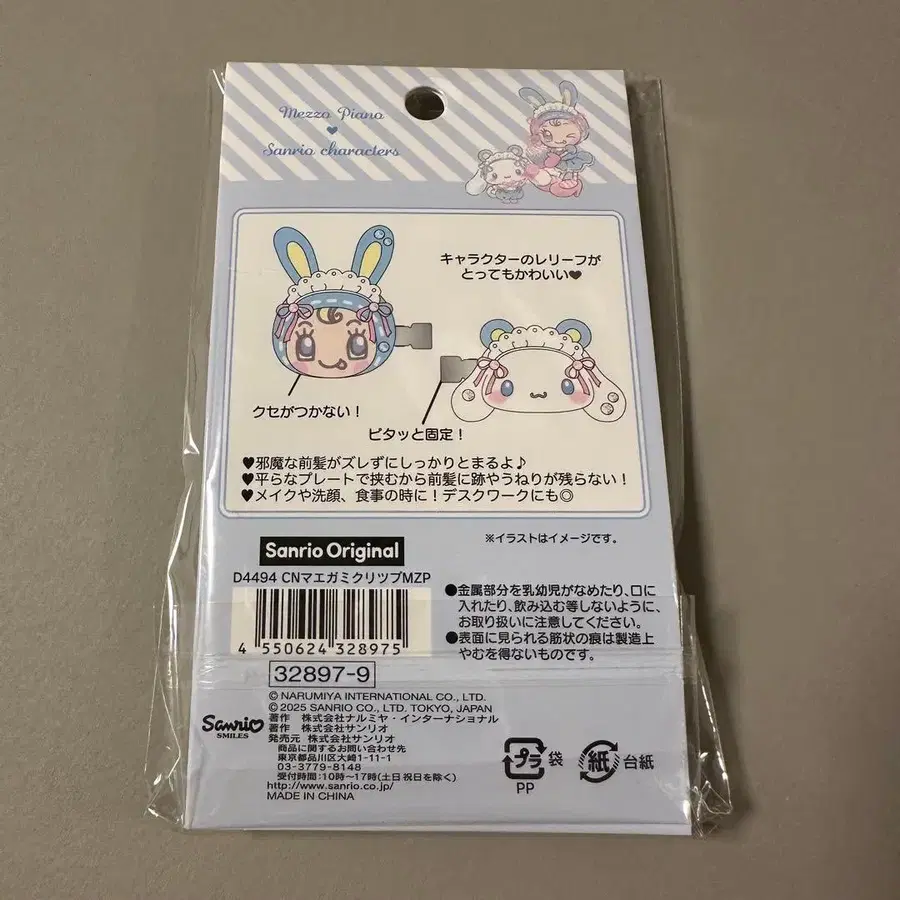 Mezzo Piano
♥
Sanrio characters
キャラクターのレリーフが
とってもかわいい♥
クセがつかない！
ピタッと固定！
♥邪魔な前髪がズレずにしっかりとまるよ♪
♥平らなプレートで挟むから前髪に跡やうねりが残らない！
♥メイクや洗顔、食事の時に！デスクワークにも◎
※イラストはイメージです。
Sanrio Original
D4494 CNマエガミクリツプMZP
4 550624 328975
32897-9
●金属部分を乳幼児がなめたり、口に
入れたり、飲み込む等しないように、
お取り扱いに注意してください。
●表面に見られる筋状の痕は製造上
やむを得ないものです。
© NARUMIYA INTERNATIONAL CO., LTD.
© 2025 SANRIO CO., LTD. TOKYO, JAPAN
著作 株式会社ナルミヤ・インターナショナル
著作 株式会社サンリオ
発売元 株式会社サンリオ
商品に関するお問い合わせ先
東京都品川区大崎1-11-1
03-3779-8148
受付時間:10時〜17時(土日祝日を除く)
http://www.sanrio.co.jp/
MADE IN CHINA
Sanrio
SMILES
プラ 袋
PP
紙 台紙